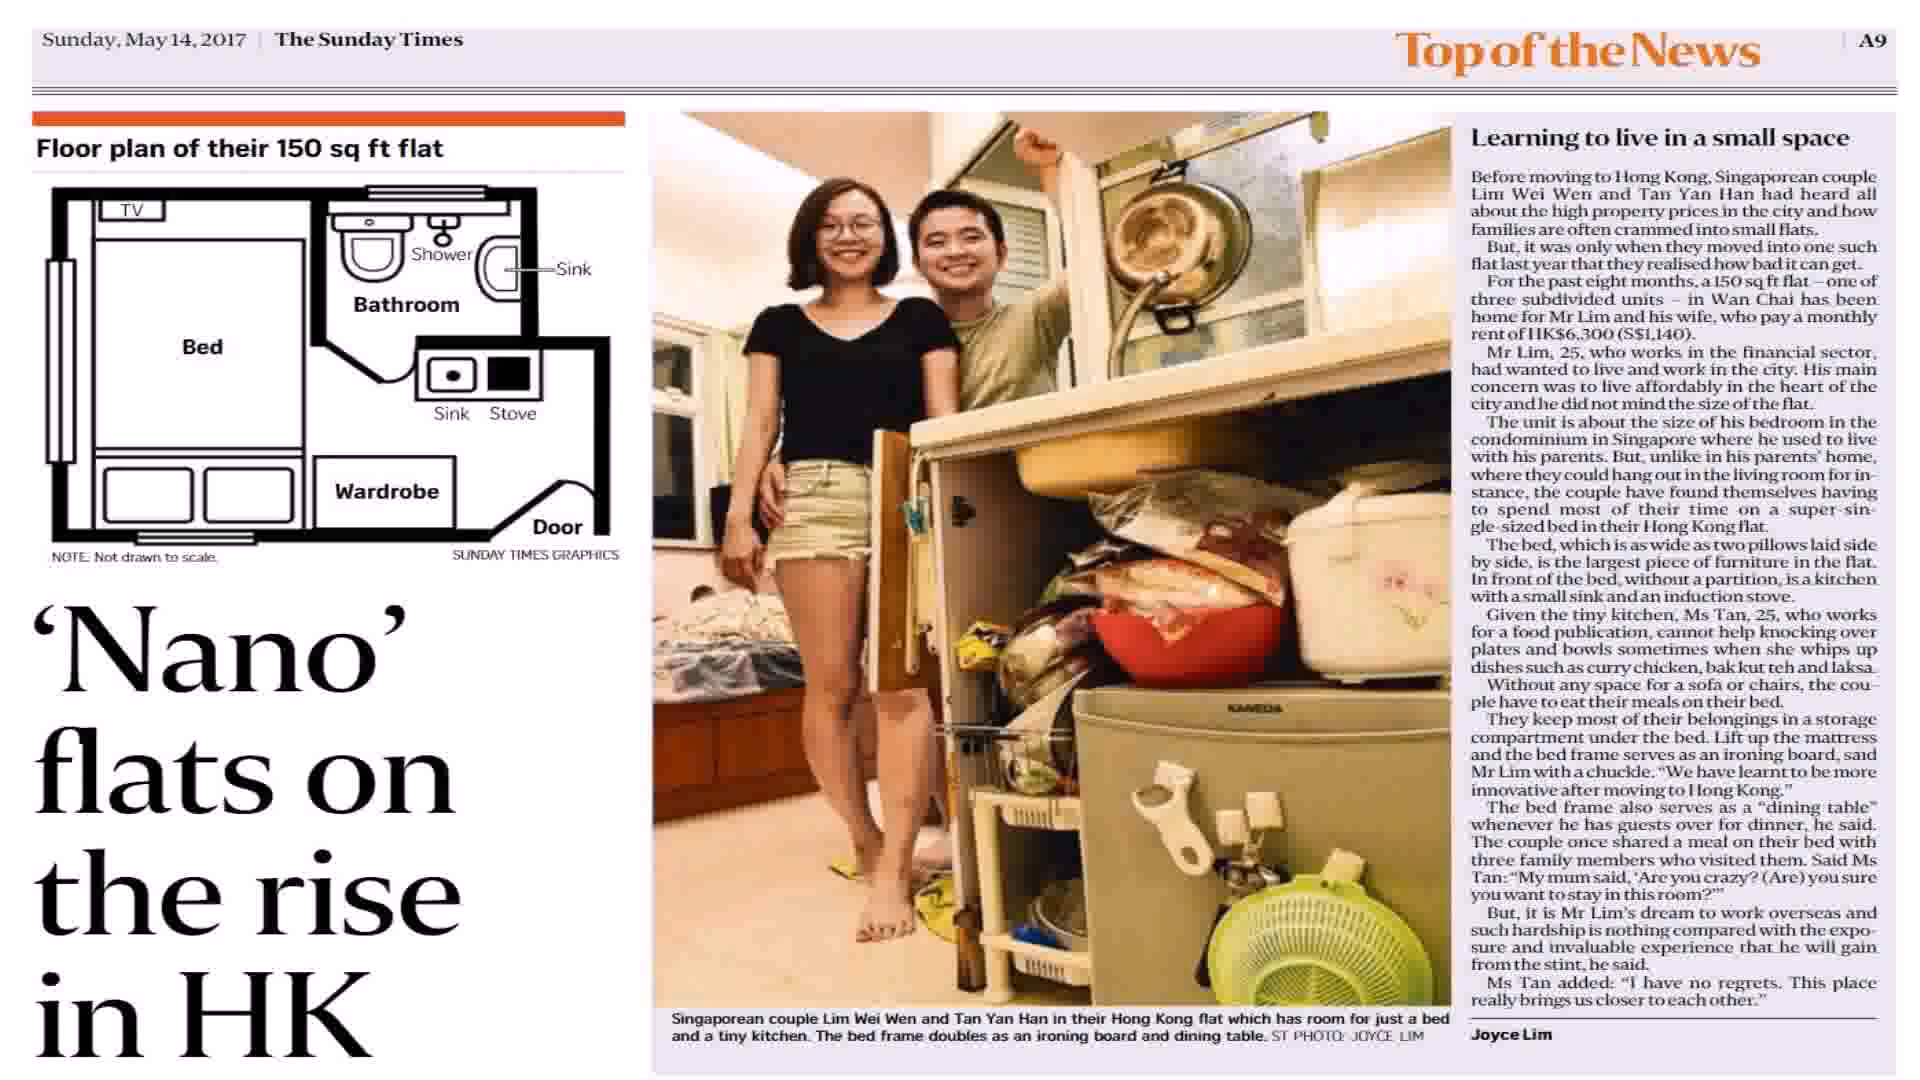 Sunday, May 14, 2017 | The Sunday Times
Top of the News
A9
Floor plan of their 150 sq ft flat
TV
Shower
Sink
Bathroom
Bed
Sink Stove
Wardrobe
Door
NOTE: Not drawn to scale.
SUNDAY TIMES GRAPHICS
‘Nano’
flats on
the rise
in HK
KANEDA
Singaporean couple Lim Wei Wen and Tan Yan Han in their Hong Kong flat which has room for just a bed
and a tiny kitchen. The bed frame doubles as an ironing board and dining table. ST PHOTO: JOYCE LIM
Learning to live in a small space
Before moving to Hong Kong, Singaporean couple
Lim Wei Wen and Tan Yan Han had heard all
about the high property prices in the city and how
families are often crammed into small flats.
But, it was only when they moved into one such
flat last year that they realised how bad it can get.
For the past eight months, a 150 sq ft flat – one of
three subdivided units – in Wan Chai has been
home for Mr Lim and his wife, who pay a monthly
rent of HK$6,300 (S$1,140).
Mr Lim, 25, who works in the financial sector,
had wanted to live and work in the city. His main
concern was to live affordably in the heart of the
city and he did not mind the size of the flat.
The unit is about the size of his bedroom in the
condominium in Singapore where he used to live
with his parents. But, unlike in his parents’ home,
where they could hang out in the living room for in-
stance, the couple have found themselves having
to spend most of their time on a super-sin-
gle-sized bed in their Hong Kong flat.
The bed, which is as wide as two pillows laid side
by side, is the largest piece of furniture in the flat.
In front of the bed, without a partition, is a kitchen
with a small sink and an induction stove.
Given the tiny kitchen, Ms Tan, 25, who works
for a food publication, cannot help knocking over
plates and bowls sometimes when she whips up
dishes such as curry chicken, bak kut teh and laksa.
Without any space for a sofa or chairs, the cou-
ple have to eat their meals on their bed.
They keep most of their belongings in a storage
compartment under the bed. Lift up the mattress
and the bed frame serves as an ironing board, said
Mr Lim with a chuckle. “We have learnt to be more
innovative after moving to Hong Kong.”
The bed frame also serves as a “dining table”
whenever he has guests over for dinner, he said.
The couple once shared a meal on their bed with
three family members who visited them. Said Ms
Tan: “My mum said, ‘Are you crazy? (Are) you sure
you want to stay in this room?’”
But, it is Mr Lim’s dream to work overseas and
such hardship is nothing compared with the expo-
sure and invaluable experience that he will gain
from the stint, he said.
Ms Tan added: “I have no regrets. This place
really brings us closer to each other.”
Joyce Lim